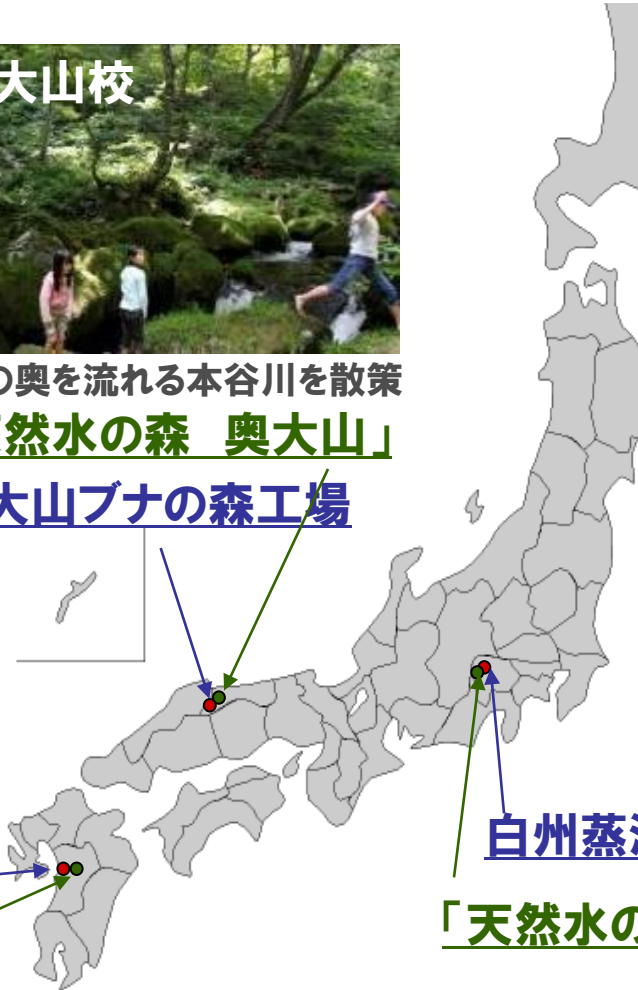 大山校
の奥を流れる本谷川を散策
然水の森　奥大山」
大山ブナの森工場
白州蒸
「天然水の